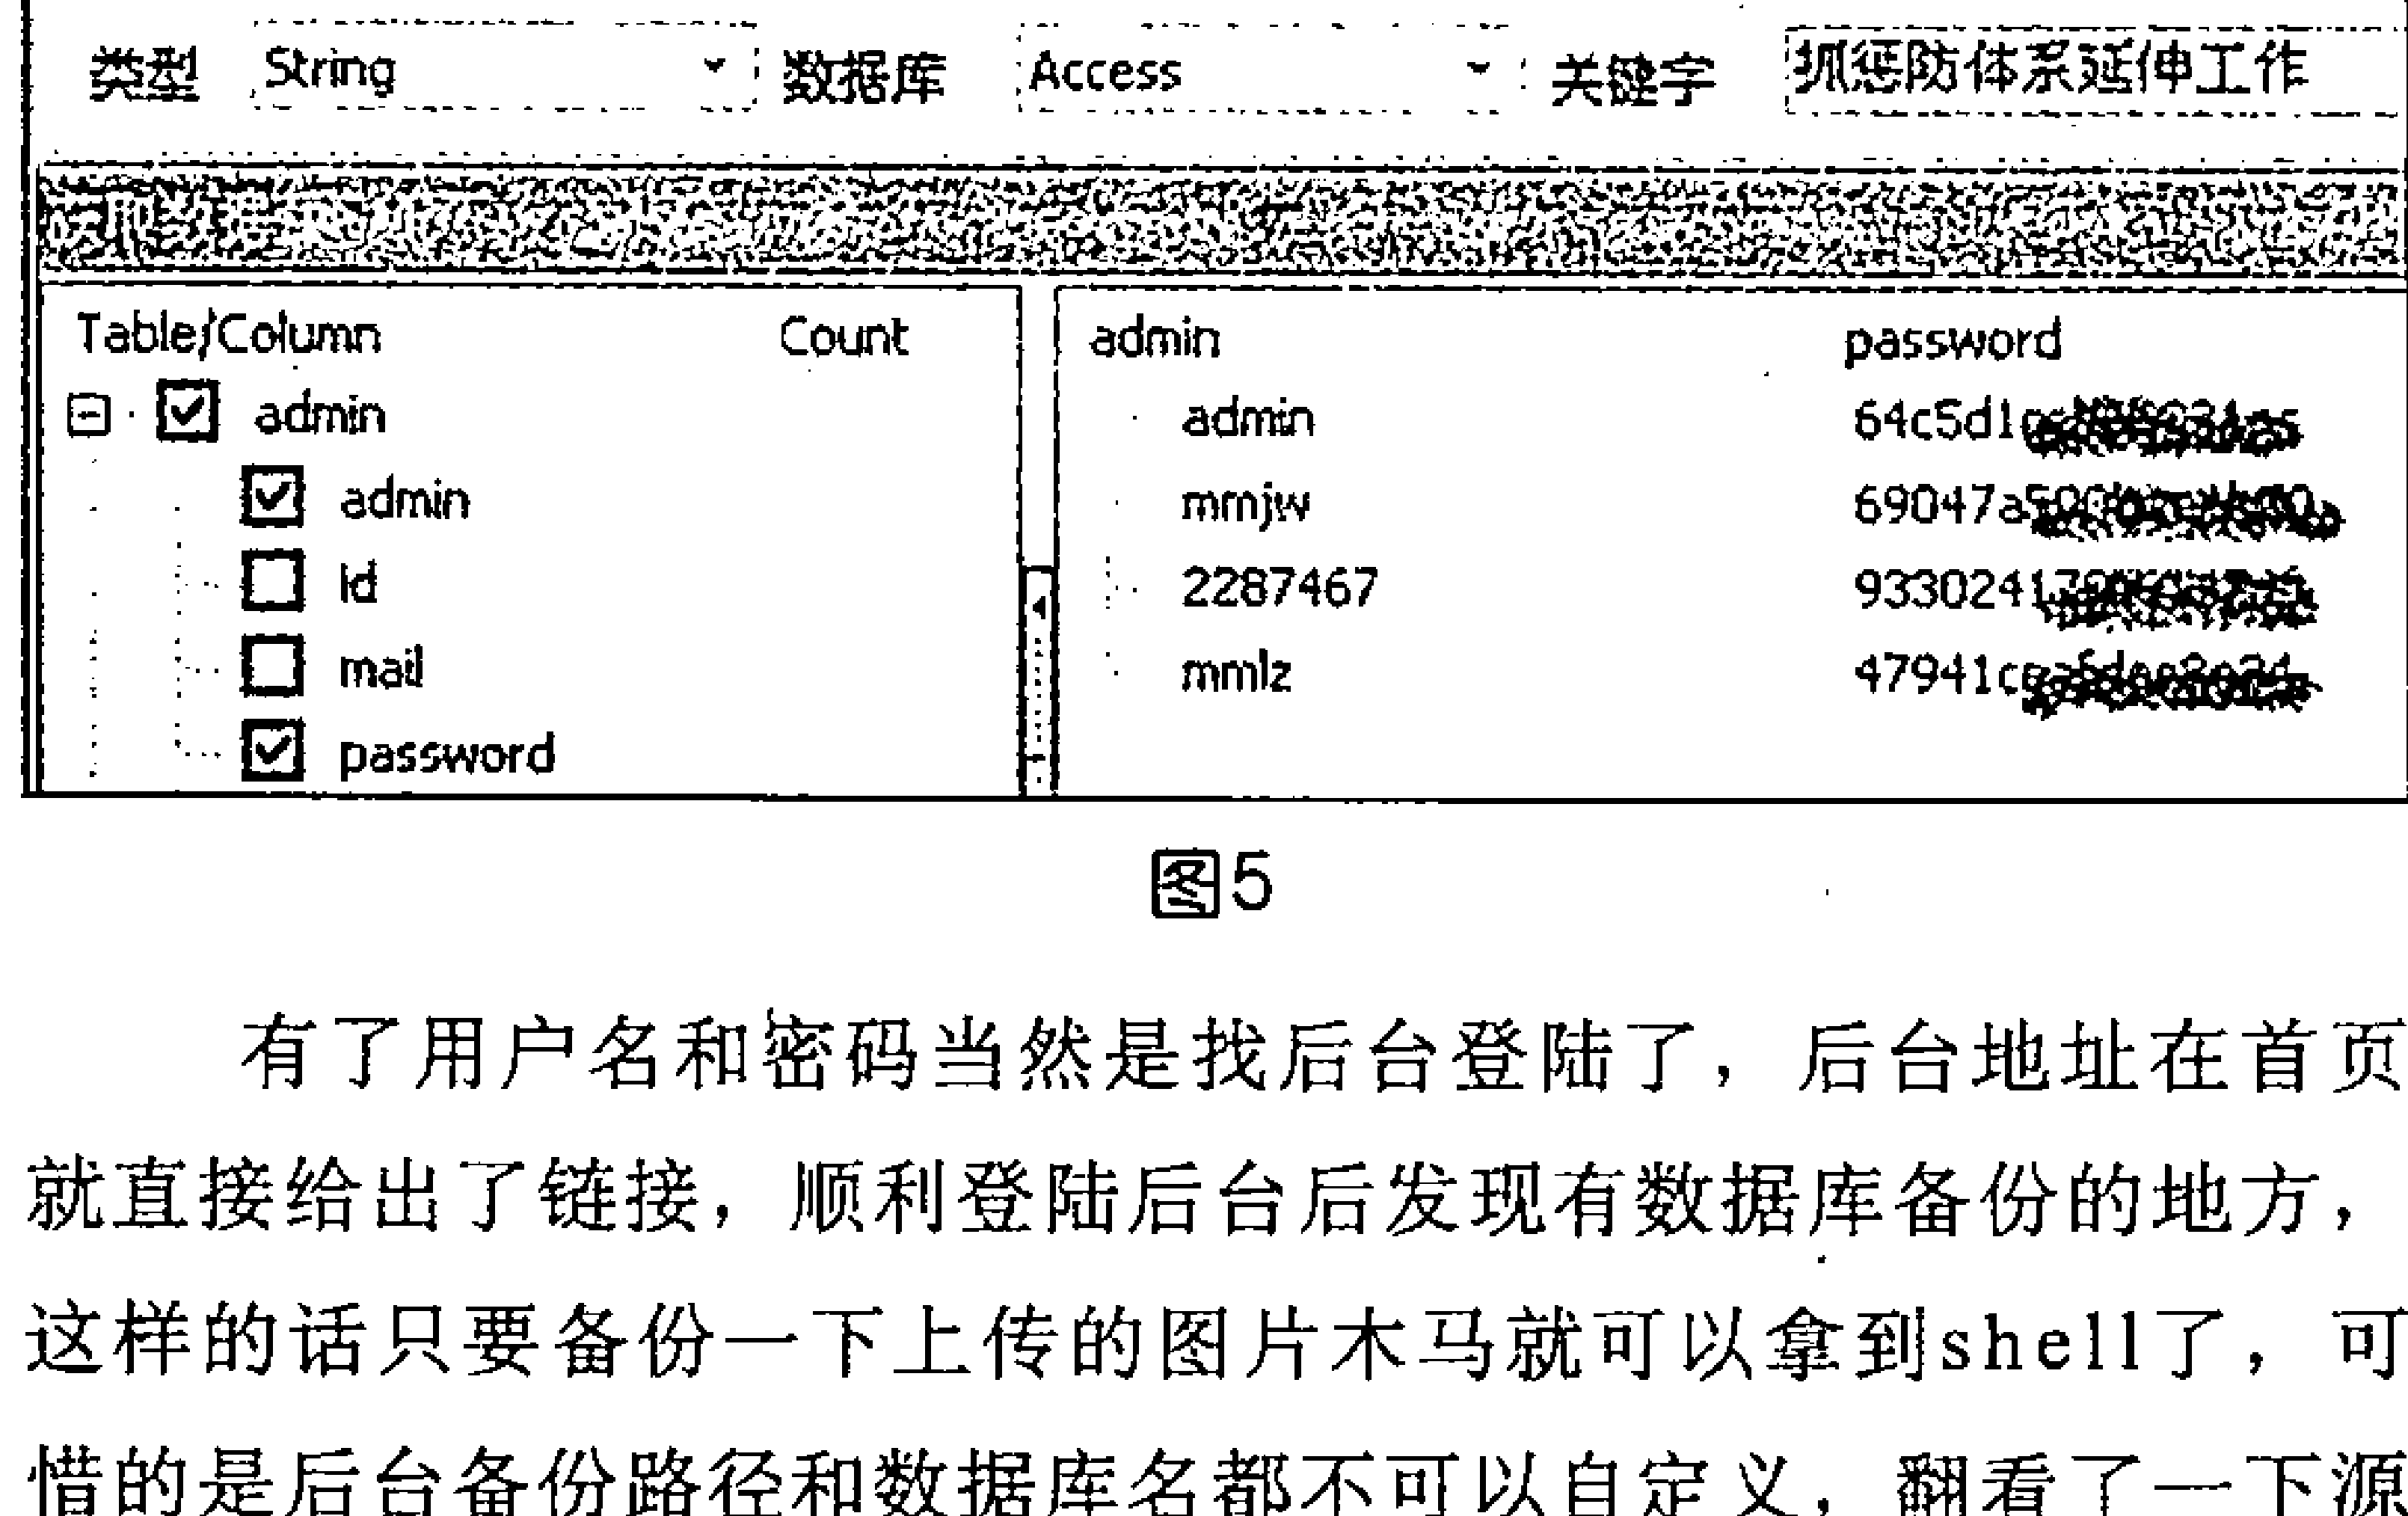 类型 String 数据库 Access 关键字 抓惩防体系延伸工作
Table/Column Count admin password
admin admin 64c5d1
admin mmjw 69047a
id 2287467 9330241
mail mmlz 47941c
password
图5
有了用户名和密码当然是找后台登陆了，后台地址在首页
就直接给出了链接，顺利登陆后台后发现有数据库备份的地方，
这样的话只要备份一下上传的图片木马就可以拿到shell了，可
惜的是后台备份路径和数据库名都不可以自定义，翻看了一下源